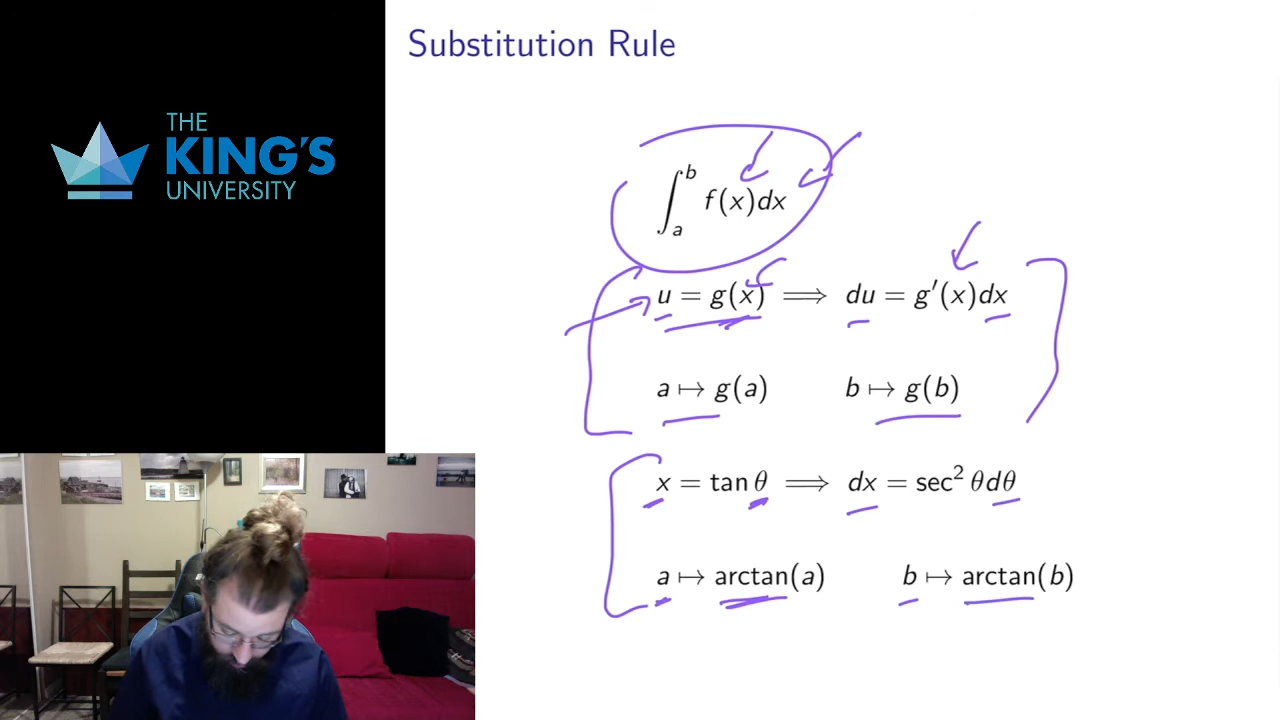 THE
KING'S
UNIVERSITY
Substitution Rule
∫_a^b f(x)dx
u = g(x) ⟹ du = g′(x)dx
a ↦ g(a) b ↦ g(b)
x = tan θ ⟹ dx = sec² θdθ
a ↦ arctan(a) b ↦ arctan(b)